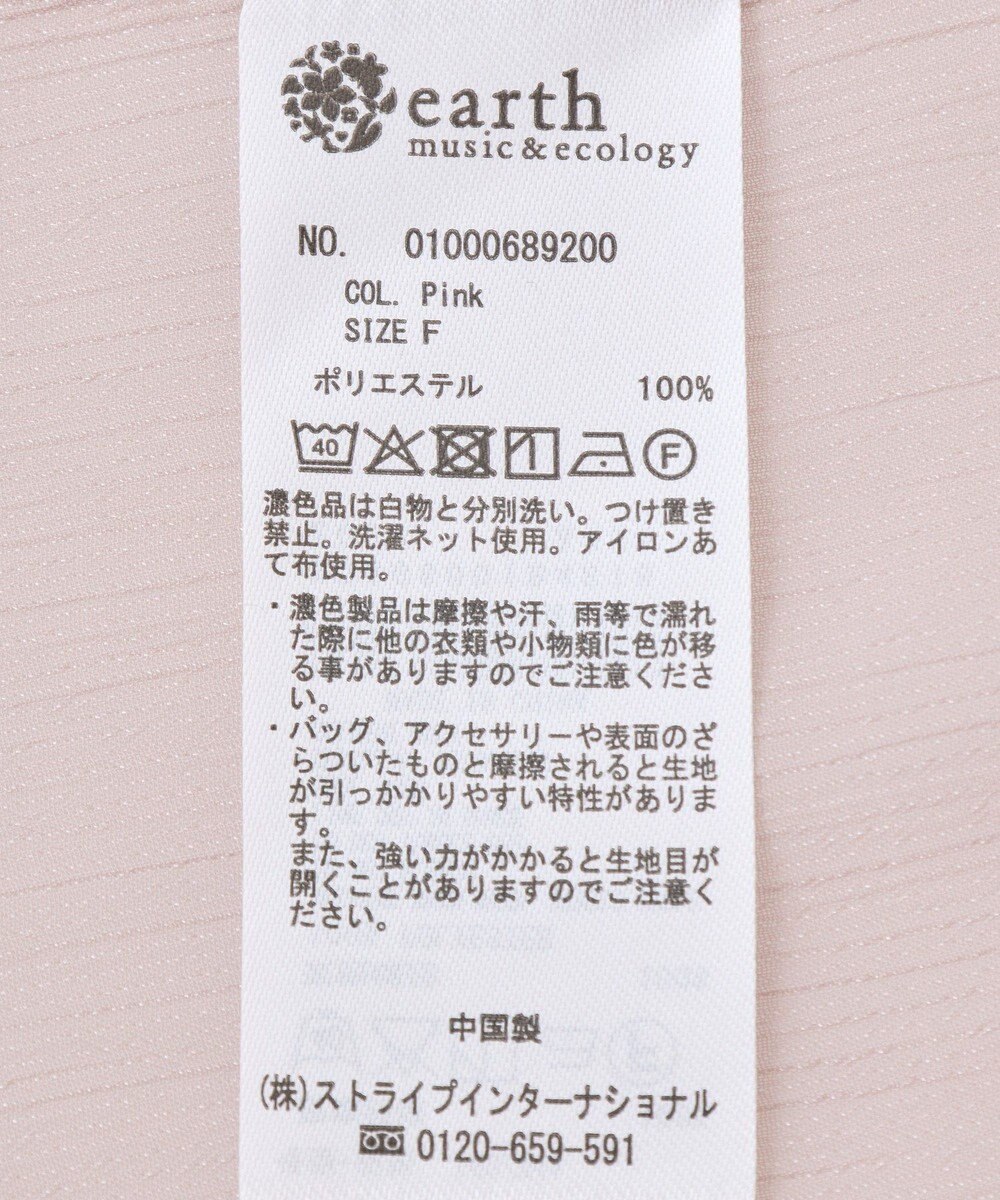 earth
music & ecology
NO. 01000689200
COL. Pink
SIZE F
ポリエステル 100%
40 F
濃色品は白物と分別洗い。つけ置き
禁止。洗濯ネット使用。アイロンあ
て布使用。
・濃色製品は摩擦や汗、雨等で濡れ
た際に他の衣類や小物類に色が移
る事がありますのでご注意くださ
い。
・バッグ、アクセサリーや表面のざ
らついたものと摩擦されると生地
が引っかかりやすい特性がありま
す。
また、強い力がかかると生地目が
開くことがありますのでご注意く
ださい。
中国製
(株)ストライプインターナショナル
0120-659-591